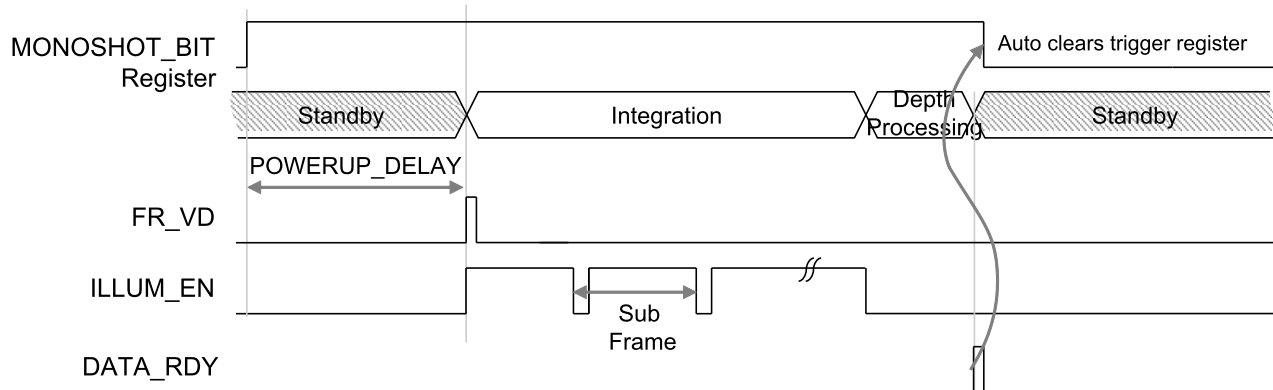 MONOSHOT_BIT
Register
Auto clears trigger register
Standby
Integration
Depth
Processing
Standby
POWERUP_DELAY
FR_VD
ILLUM_EN
Sub
Frame
DATA_RDY